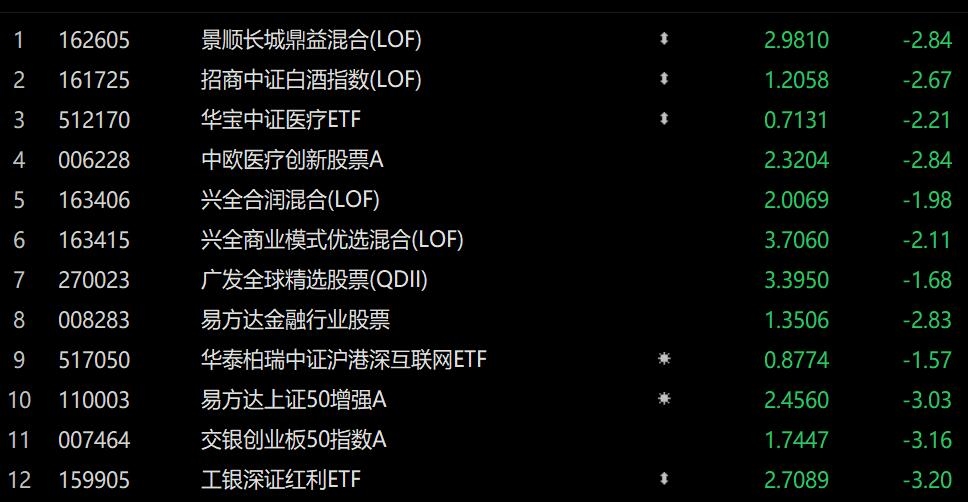 1 162605 景顺长城鼎益混合(LOF) 2.9810 -2.84
2 161725 招商中证白酒指数(LOF) 1.2058 -2.67
3 512170 华宝中证医疗ETF 0.7131 -2.21
4 006228 中欧医疗创新股票A 2.3204 -2.84
5 163406 兴全合润混合(LOF) 2.0069 -1.98
6 163415 兴全商业模式优选混合(LOF) 3.7060 -2.11
7 270023 广发全球精选股票(QDII) 3.3950 -1.68
8 008283 易方达金融行业股票 1.3506 -2.83
9 517050 华泰柏瑞中证沪港深互联网ETF 0.8774 -1.57
10 110003 易方达上证50增强A 2.4560 -3.03
11 007464 交银创业板50指数A 1.7447 -3.16
12 159905 工银深证红利ETF 2.7089 -3.20